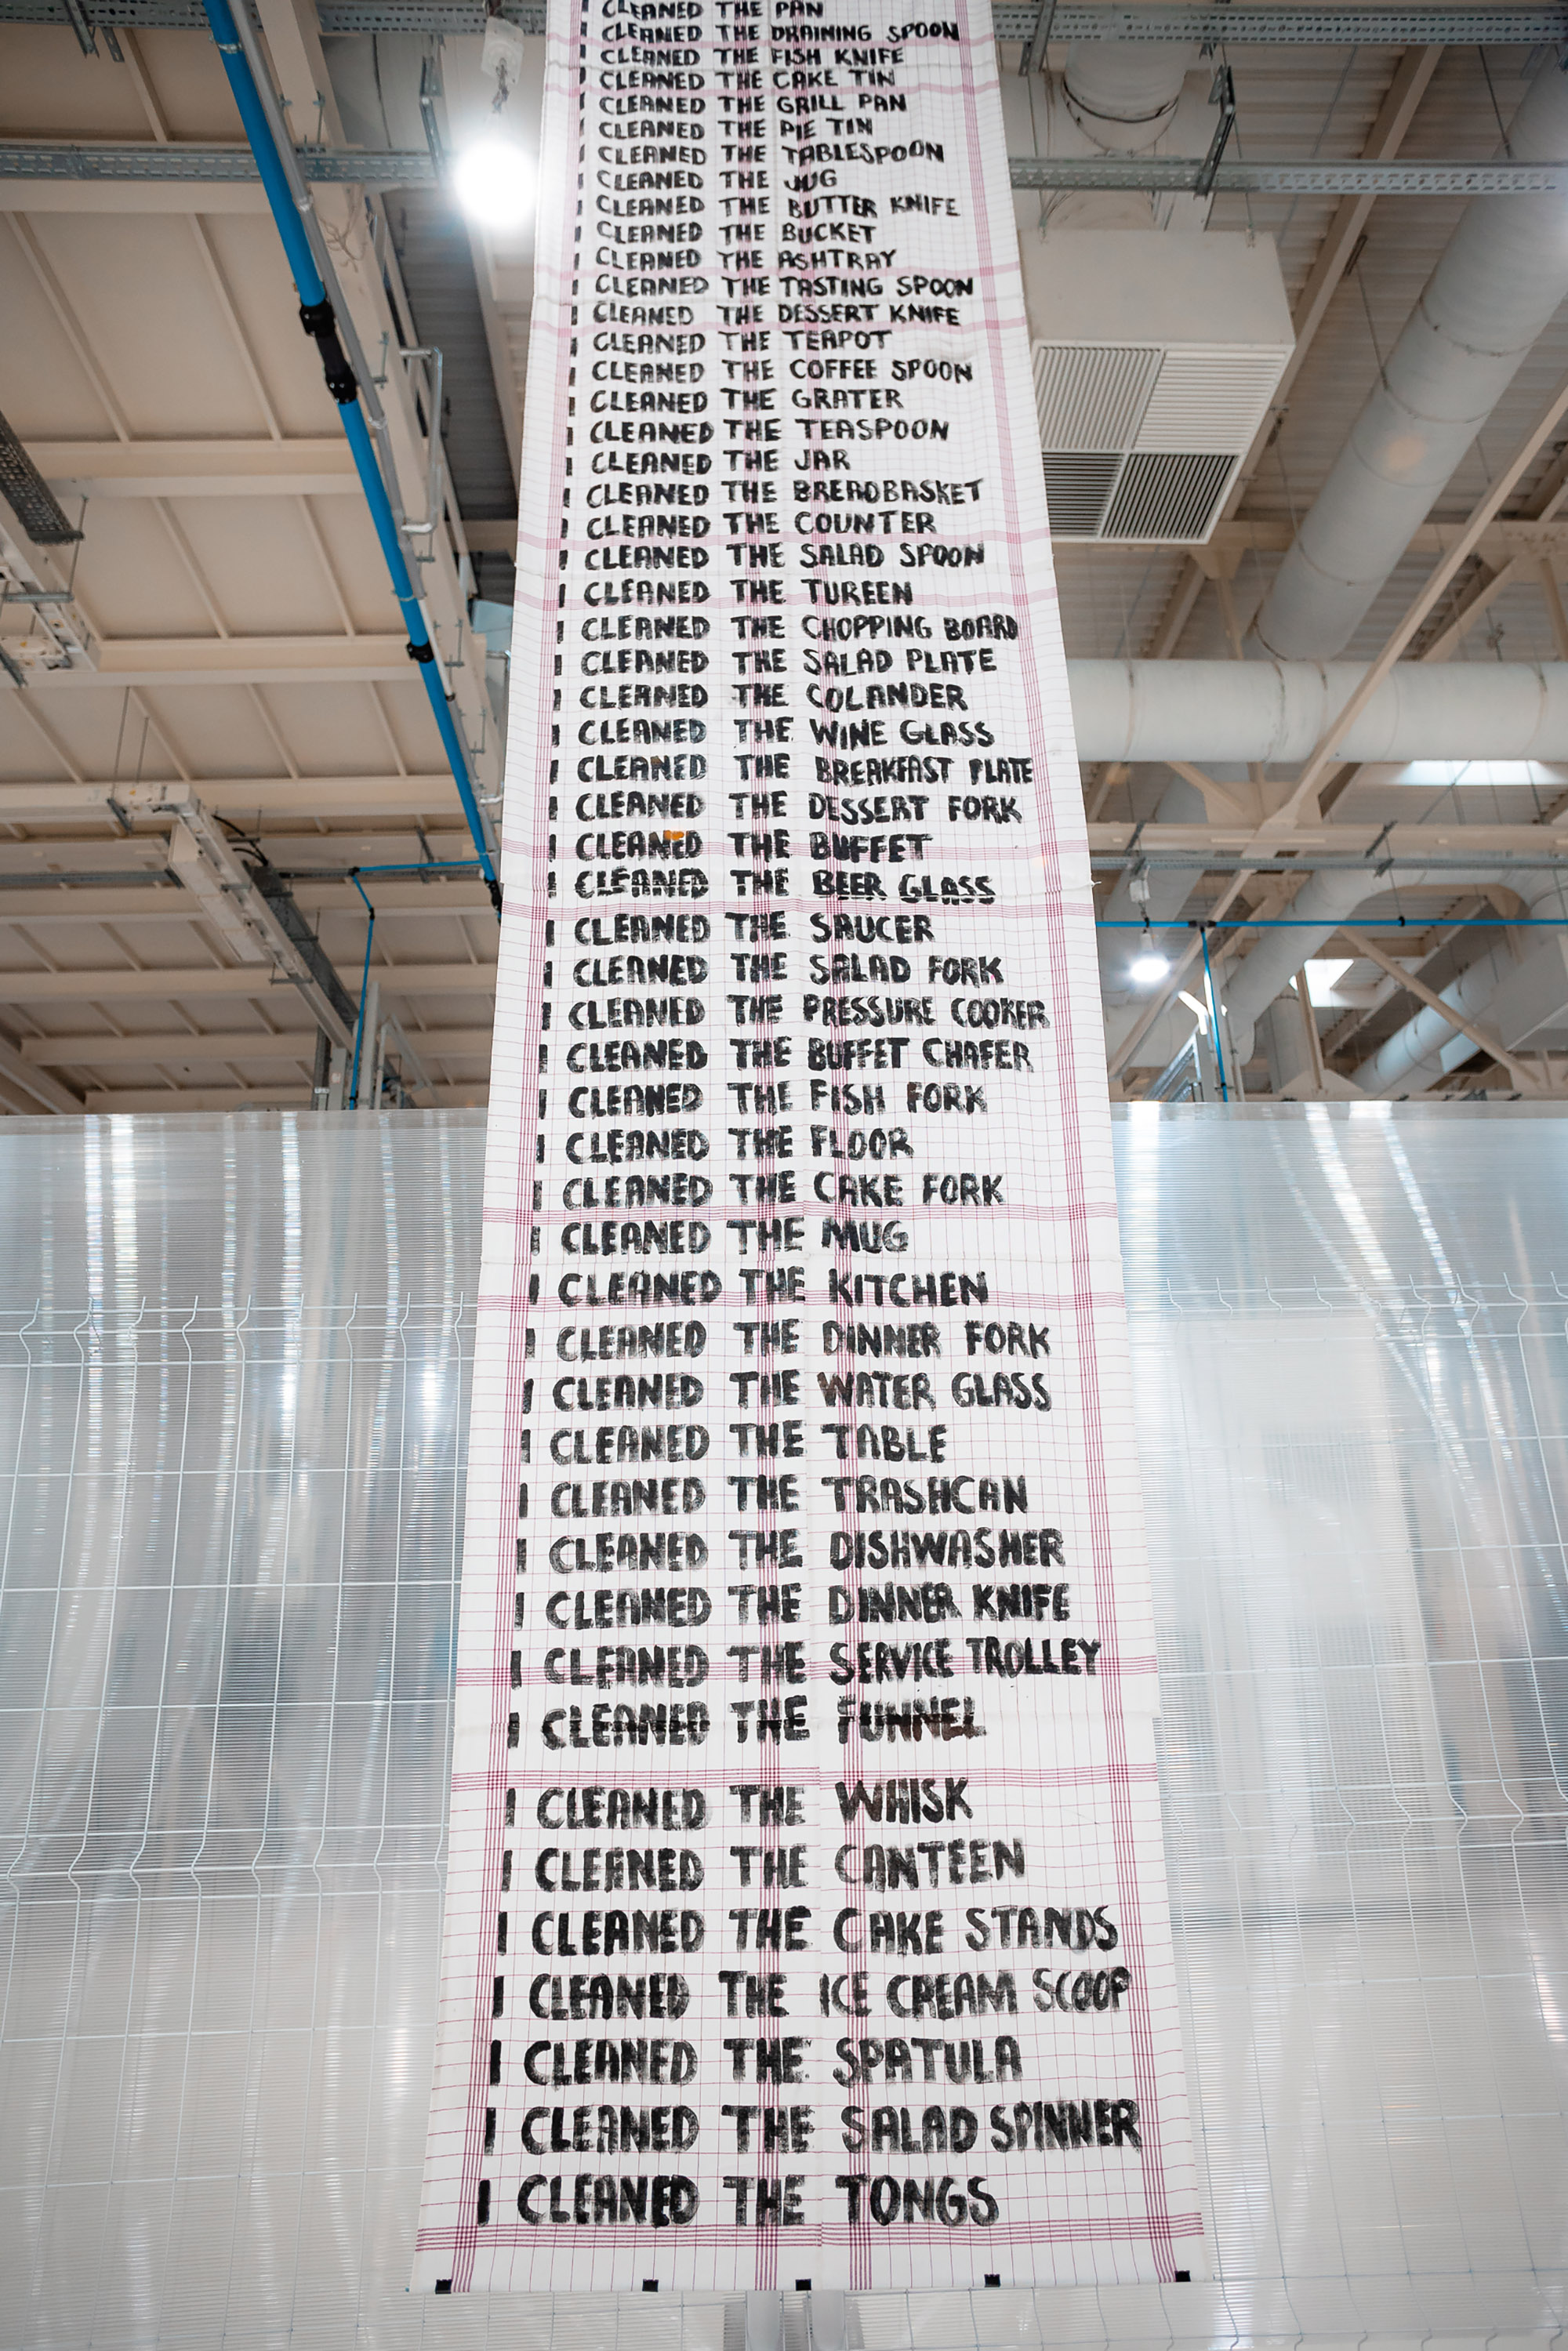 I CLEANED THE PAN
I CLEANED THE DRAINING SPOON
I CLEANED THE FISH KNIFE
I CLEANED THE CAKE TIN
I CLEANED THE GRILL PAN
I CLEANED THE PIE TIN
I CLEANED THE TABLESPOON
I CLEANED THE JUG
I CLEANED THE BUTTER KNIFE
I CLEANED THE BUCKET
I CLEANED THE ASHTRAY
I CLEANED THE TASTING SPOON
I CLEANED THE DESSERT KNIFE
I CLEANED THE TEAPOT
I CLEANED THE COFFEE SPOON
I CLEANED THE GRATER
I CLEANED THE TEASPOON
I CLEANED THE JAR
I CLEANED THE BREADBASKET
I CLEANED THE COUNTER
I CLEANED THE SALAD SPOON
I CLEANED THE TUREEN
I CLEANED THE CHOPPING BOARD
I CLEANED THE SALAD PLATE
I CLEANED THE COLANDER
I CLEANED THE WINE GLASS
I CLEANED THE BREAKFAST PLATE
I CLEANED THE DESSERT FORK
I CLEANED THE BUFFET
I CLEANED THE BEER GLASS
I CLEANED THE SAUCER
I CLEANED THE SALAD FORK
I CLEANED THE PRESSURE COOKER
I CLEANED THE BUFFET CHAFER
I CLEANED THE FISH FORK
I CLEANED THE FLOOR
I CLEANED THE CAKE FORK
I CLEANED THE MUG
I CLEANED THE KITCHEN
I CLEANED THE DINNER FORK
I CLEANED THE WATER GLASS
I CLEANED THE TABLE
I CLEANED THE TRASHCAN
I CLEANED THE DISHWASHER
I CLEANED THE DINNER KNIFE
I CLEANED THE SERVICE TROLLEY
I CLEANED THE FUNNEL
I CLEANED THE WHISK
I CLEANED THE CANTEEN
I CLEANED THE CAKE STANDS
I CLEANED THE ICE CREAM SCOOP
I CLEANED THE SPATULA
I CLEANED THE SALAD SPINNER
I CLEANED THE TONGS